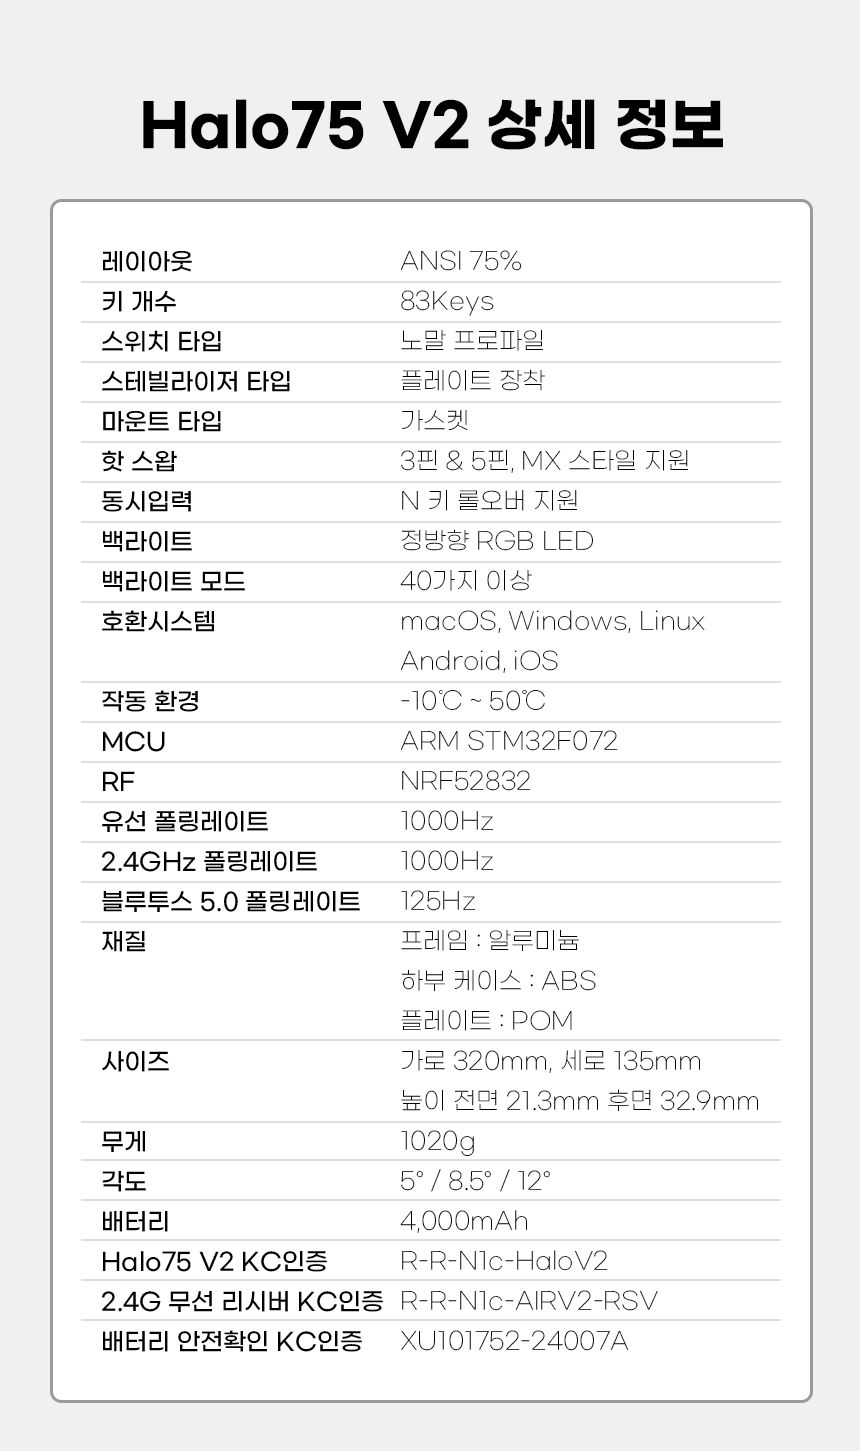 Halo75 V2 상세 정보
레이아웃 ANSI 75%
키 개수 83Keys
스위치 타입 노말 프로파일
스테빌라이저 타입 플레이트 장착
마운트 타입 가스켓
핫 스왑 3핀 & 5핀, MX 스타일 지원
동시입력 N 키 롤오버 지원
백라이트 정방향 RGB LED
백라이트 모드 40가지 이상
호환시스템 macOS, Windows, Linux
Android, iOS
작동 환경 -10℃ ~ 50℃
MCU ARM STM32F072
RF NRF52832
유선 폴링레이트 1000Hz
2.4GHz 폴링레이트 1000Hz
블루투스 5.0 폴링레이트 125Hz
재질 프레임 : 알루미늄
하부 케이스 : ABS
플레이트 : POM
사이즈 가로 320mm, 세로 135mm
높이 전면 21.3mm 후면 32.9mm
무게 1020g
각도 5° / 8.5° / 12°
배터리 4,000mAh
Halo75 V2 KC인증 R-R-N1c-HaloV2
2.4G 무선 리시버 KC인증 R-R-N1c-AIRV2-RSV
배터리 안전확인 KC인증 XU101752-24007A